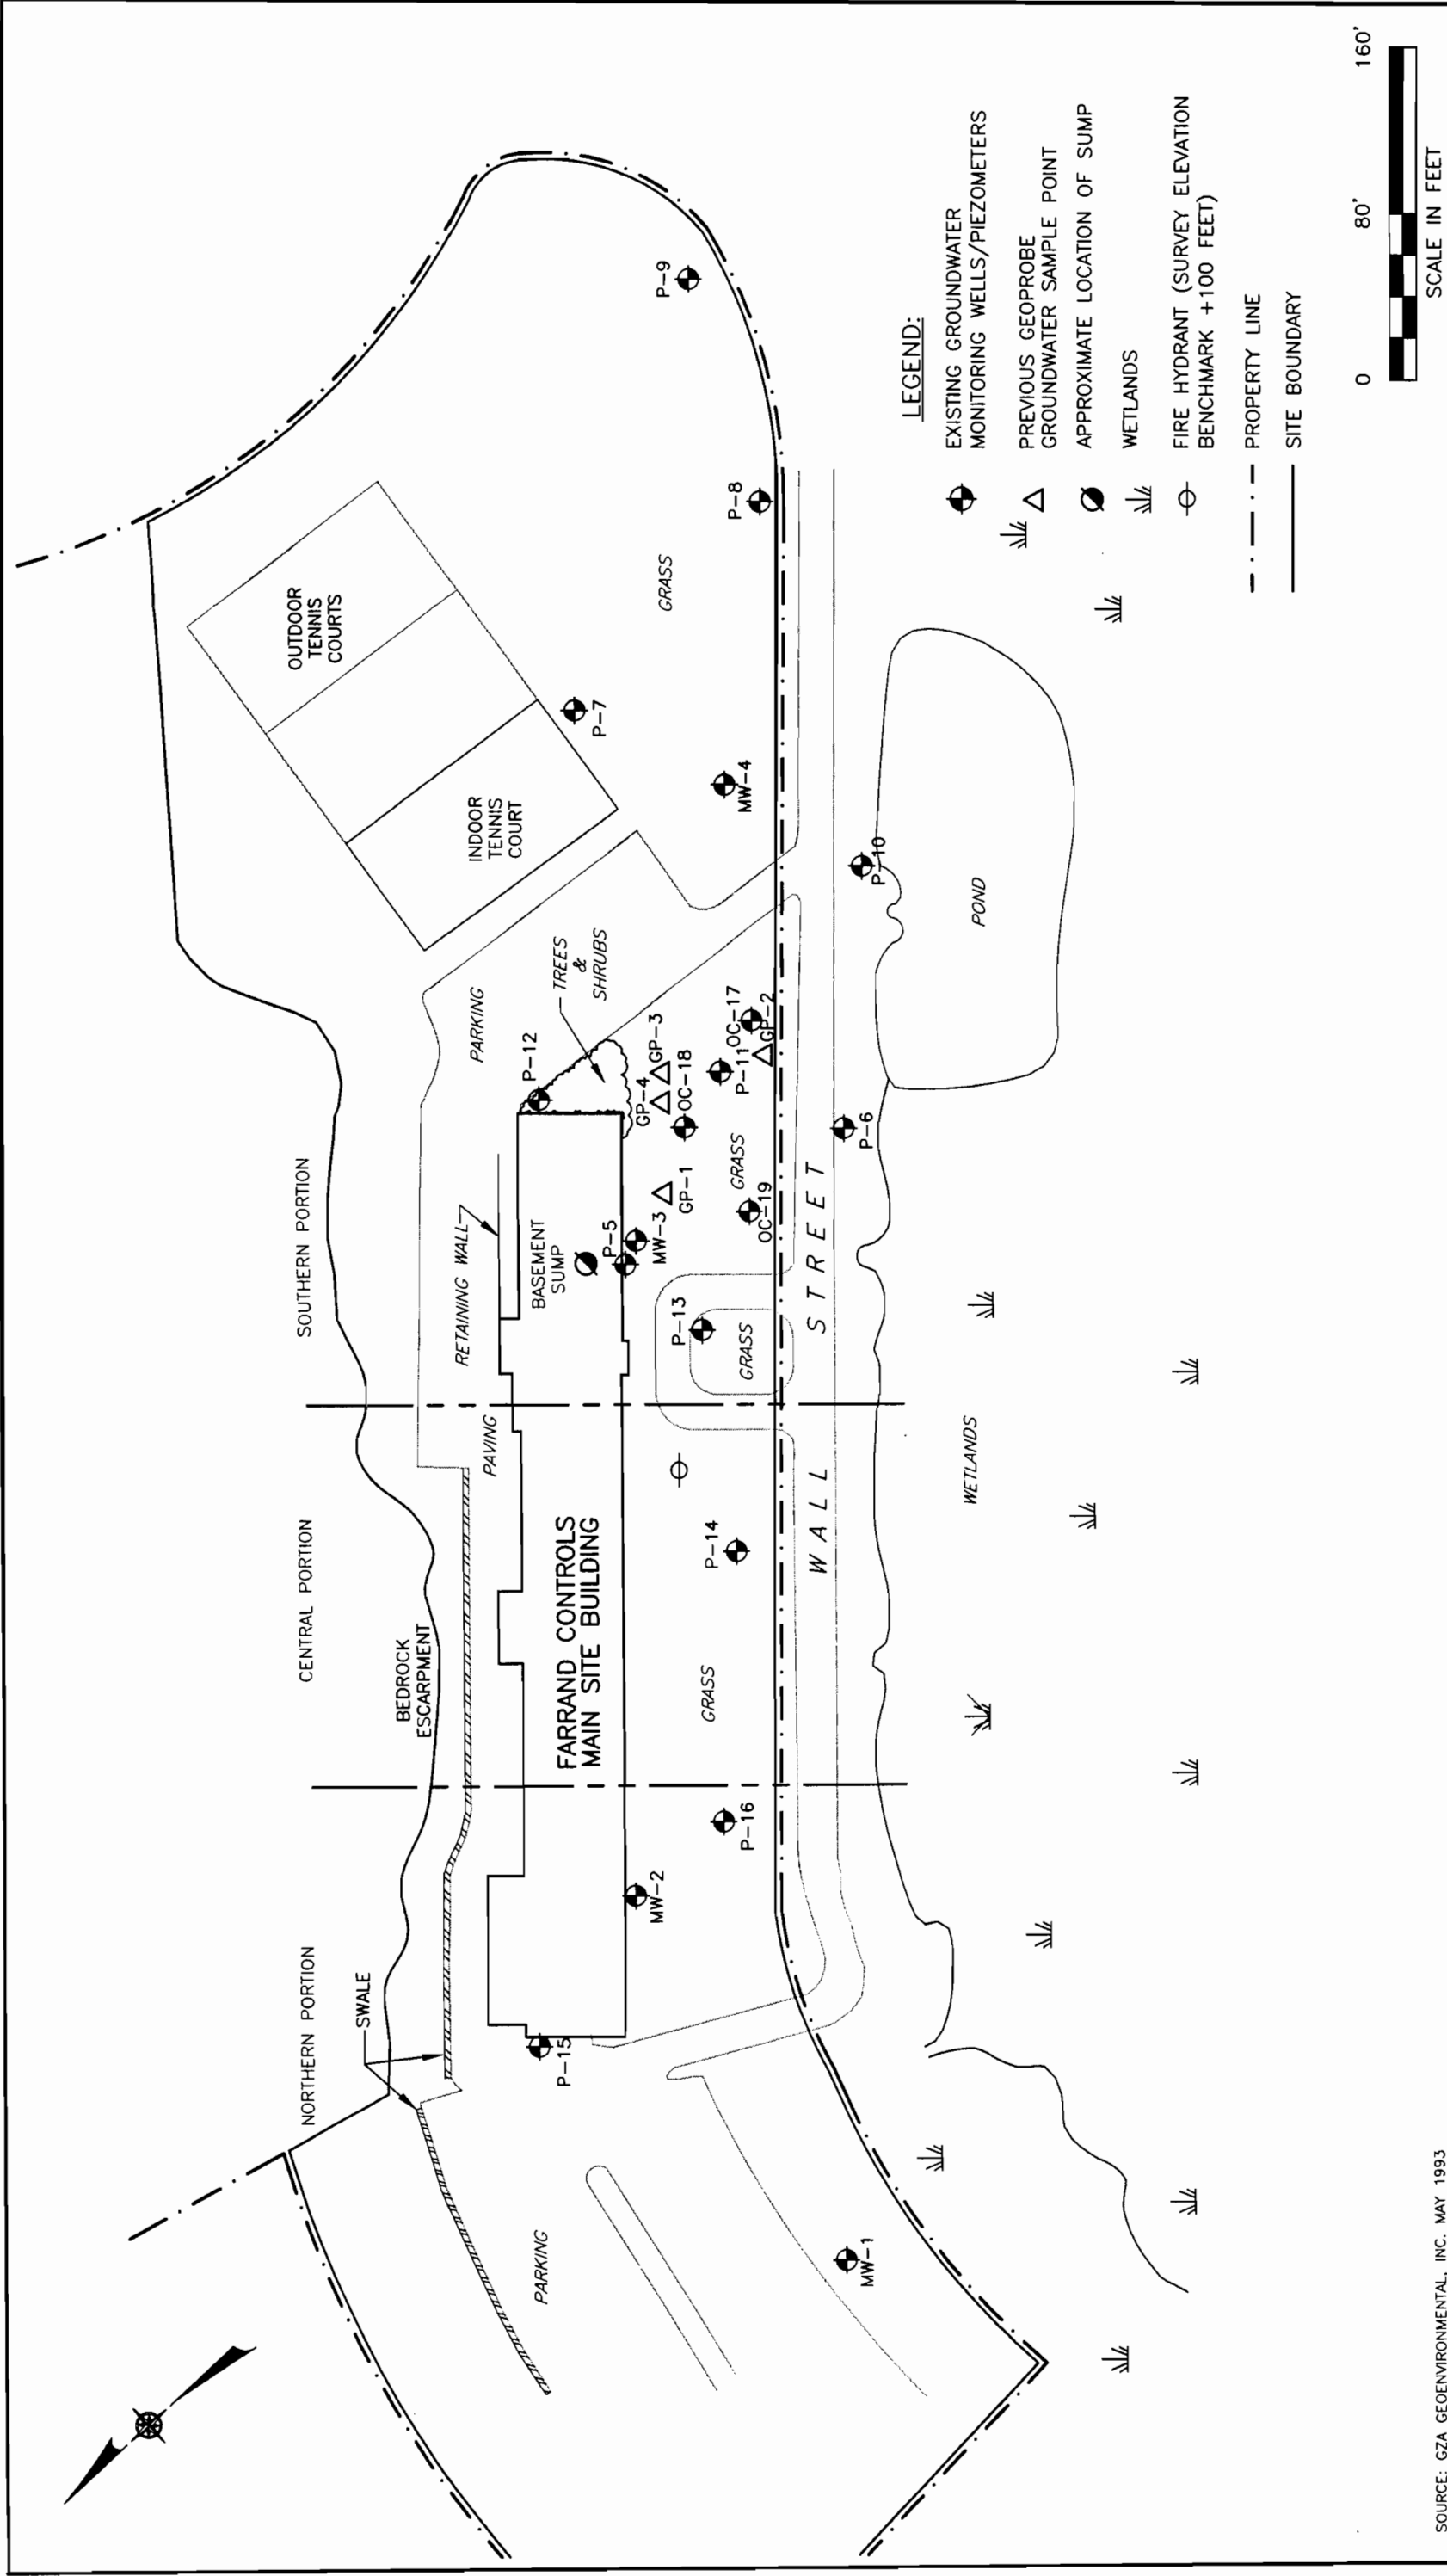 NORTHERN PORTION
CENTRAL PORTION
SOUTHERN PORTION
SWALE
BEDROCK
ESCARPMENT
PARKING
PAVING
RETAINING WALL
PARKING
OUTDOOR
TENNIS
COURTS
INDOOR
TENNIS
COURT
TREES
&
SHRUBS
FARRAND CONTROLS
MAIN SITE BUILDING
BASEMENT
SUMP
P-15
MW-2
P-16
P-14
P-13
P-5
MW-3
GP-1
OC-19
OC-18
GP-4
GP-3
P-12
P-11
OC-17
GP-2
P-7
MW-4
P-8
P-9
P-10
P-6
MW-1
GRASS
GRASS
GRASS
GRASS
WALL STREET
POND
WETLANDS
LEGEND:
EXISTING GROUNDWATER
MONITORING WELLS/PIEZOMETERS
PREVIOUS GEOPROBE
GROUNDWATER SAMPLE POINT
APPROXIMATE LOCATION OF SUMP
WETLANDS
FIRE HYDRANT (SURVEY ELEVATION
BENCHMARK +100 FEET)
PROPERTY LINE
SITE BOUNDARY
0 80' 160'
SCALE IN FEET
SOURCE: GZA GEOENVIRONMENTAL, INC. MAY 1993